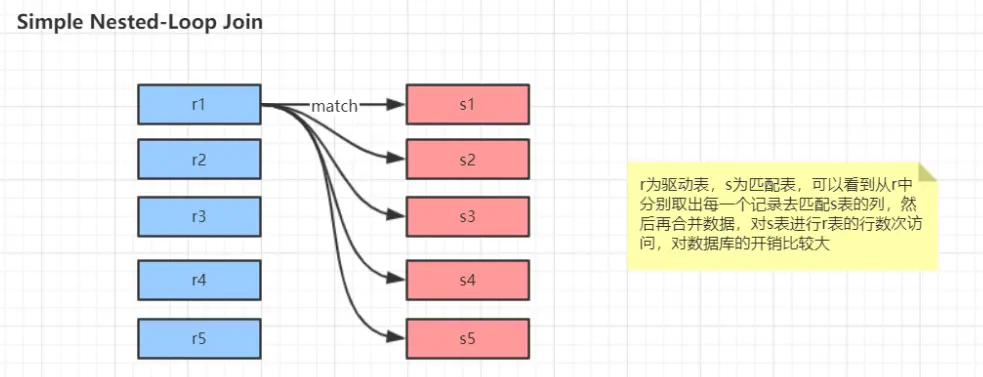 Simple Nested-Loop Join
r1
match
s1
r2
s2
r3
s3
r4
s4
r5
s5
r为驱动表，s为匹配表，可以看到从r中
分别取出每一个记录去匹配s表的列，然
后再合并数据，对s表进行r表的行数次访
问，对数据库的开销比较大